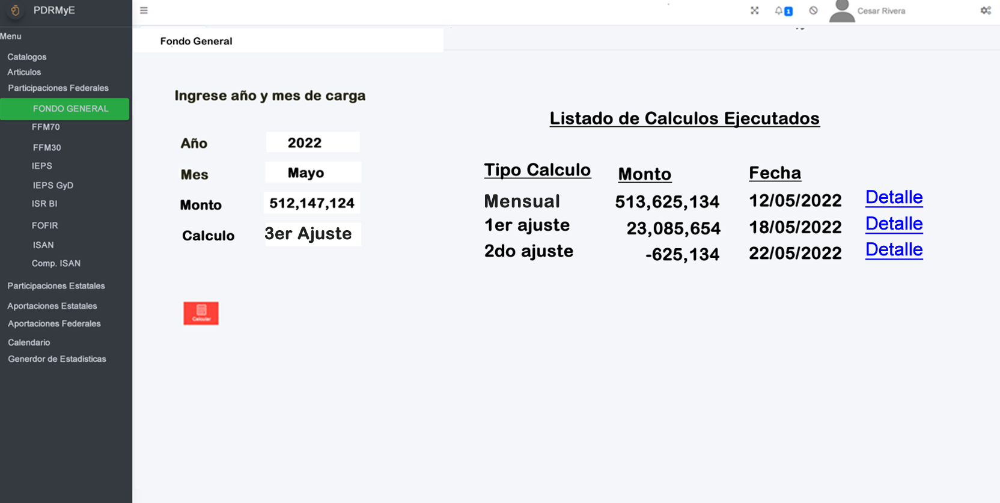 PDRMyE
1
Cesar Rivera
Menu
Fondo General
Catalogos
Articulos
Participaciones Federales
FONDO GENERAL
FFM70
FFM30
IEPS
IEPS GyD
ISR BI
FOFIR
ISAN
Comp. ISAN
Participaciones Estatales
Aportaciones Estatales
Aportaciones Federales
Calendario
Generdor de Estadisticas
Ingrese año y mes de carga
Año 2022
Mes Mayo
Monto 512,147,124
Calculo 3er Ajuste
Calcular
Listado de Calculos Ejecutados
Tipo Calculo Monto Fecha
Mensual 513,625,134 12/05/2022 Detalle
1er ajuste 23,085,654 18/05/2022 Detalle
2do ajuste -625,134 22/05/2022 Detalle